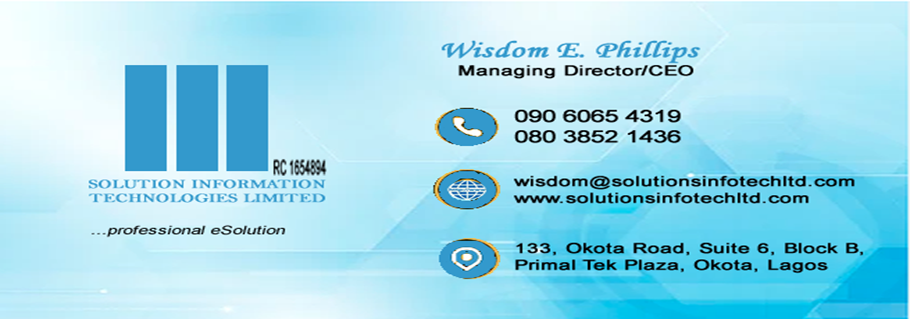 RC 1654894
SOLUTION INFORMATION
TECHNOLOGIES LIMITED
...professional eSolution
Wisdom E. Phillips
Managing Director/CEO
090 6065 4319
080 3852 1436
wisdom@solutionsinfotechltd.com
www.solutionsinfotechltd.com
133, Okota Road, Suite 6, Block B,
Primal Tek Plaza, Okota, Lagos